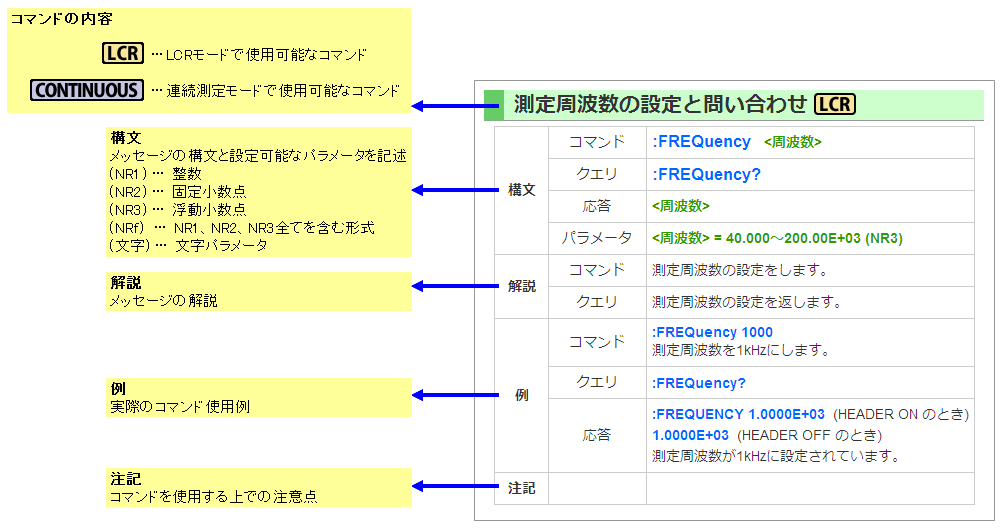 コマンドの内容
LCR … LCRモードで使用可能なコマンド
CONTINUOUS … 連続測定モードで使用可能なコマンド
構文
メッセージの構文と設定可能なパラメータを記述
(NR1) … 整数
(NR2) … 固定小数点
(NR3) … 浮動小数点
(NRf) … NR1、NR2、NR3全てを含む形式
(文字) … 文字パラメータ
解説
メッセージの解説
例
実際のコマンド使用例
注記
コマンドを使用する上での注意点
測定周波数の設定と問い合わせ LCR
構文
コマンド :FREQuency <周波数>
クエリ :FREQuency?
応答 <周波数>
パラメータ <周波数> = 40.000～200.00E+03 (NR3)
解説
コマンド 測定周波数の設定をします。
クエリ 測定周波数の設定を返します。
例
コマンド :FREQuency 1000
測定周波数を1kHzにします。
クエリ :FREQuency?
応答 :FREQUENCY 1.0000E+03 (HEADER ON のとき)
1.0000E+03 (HEADER OFF のとき)
測定周波数が1kHzに設定されています。
注記